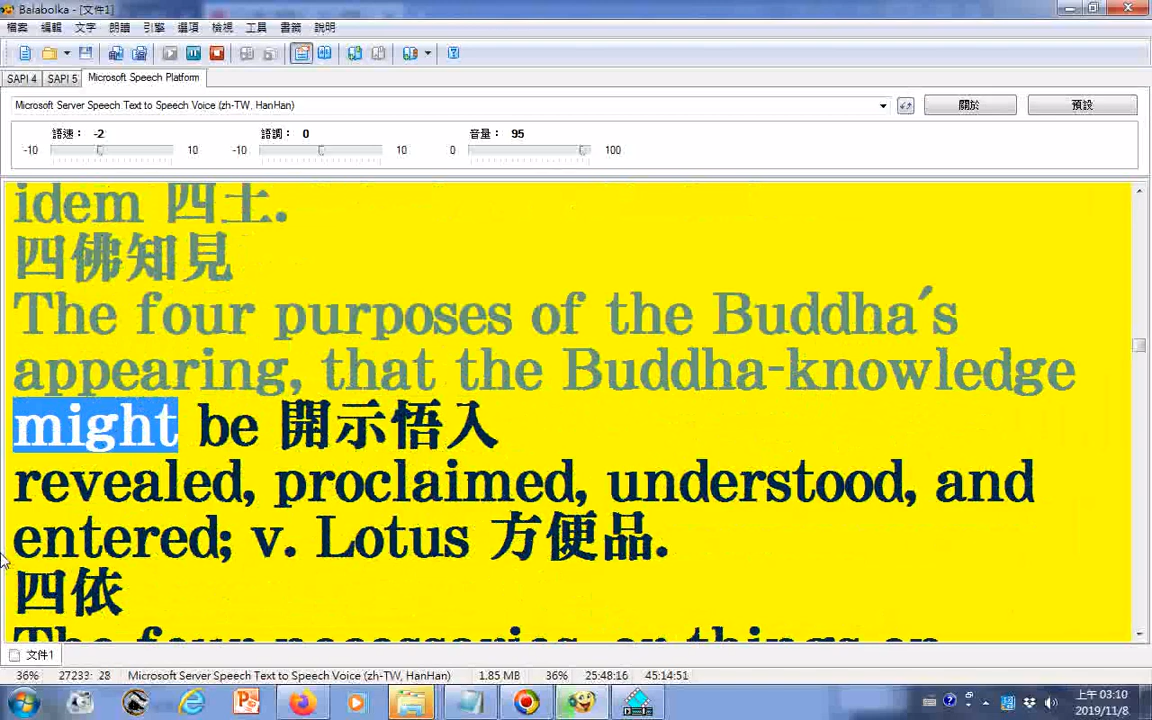 Balabolka - [文件1]
檔案 編輯 文字 朗讀 引擎 選項 檢視 工具 書籤 說明
SAPI 4 SAPI 5 Microsoft Speech Platform
Microsoft Server Speech Text to Speech Voice (zh-TW, HanHan)
關於 預設
語速： -2 語調： 0 音量： 95
-10 10 -10 10 0 100
idem 四土.
四佛知見
The four purposes of the Buddha's
appearing, that the Buddha-knowledge
might be 開示悟入
revealed, proclaimed, understood, and
entered; v. Lotus 方便品.
四依
The four necessaries, or things on
文件1
36% 27233: 28 Microsoft Server Speech Text to Speech Voice (zh-TW, HanHan) 1.85 MB 36% 25:48:16 45:14:51
上午 03:10
2019/11/8